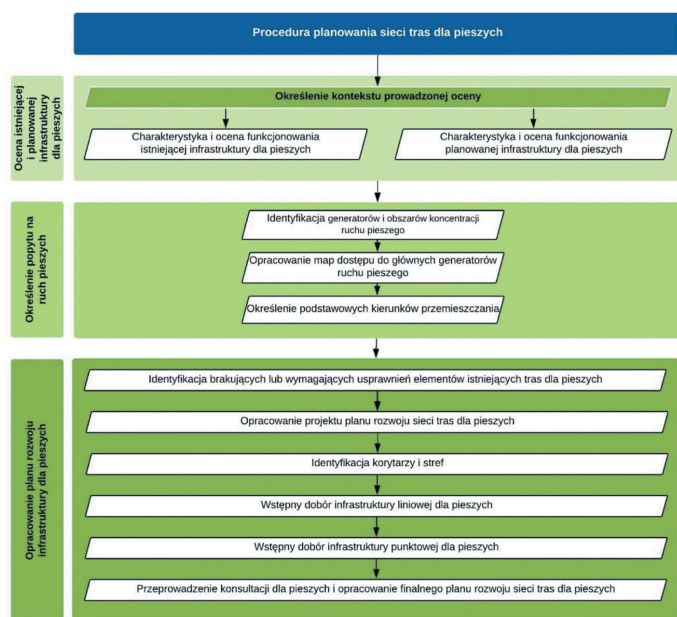 Procedura planowania sieci tras dla pieszych
Ocena istniejącej
i planowanej
infrastruktury
dla pieszych
Określenie kontekstu prowadzonej oceny
Charakterystyka i ocena funkcjonowania
istniejącej infrastruktury dla pieszych
Charakterystyka i ocena funkcjonowania
planowanej infrastruktury dla pieszych
Określenie popytu na
ruch pieszych
Identyfikacja generatorów i obszarów koncentracji
ruchu pieszego
Opracowanie map dostępu do głównych generatorów
ruchu pieszego
Określenie podstawowych kierunków przemieszczania
Opracowanie planu rozwoju
infrastruktury dla pieszych
Identyfikacja brakujących lub wymagających usprawnień elementów istniejących tras dla pieszych
Opracowanie projektu planu rozwoju sieci tras dla pieszych
Identyfikacja korytarzy i stref
Wstępny dobór infrastruktury liniowej dla pieszych
Wstępny dobór infrastruktury punktowej dla pieszych
Przeprowadzenie konsultacji dla pieszych i opracowanie finalnego planu rozwoju sieci tras dla pieszych